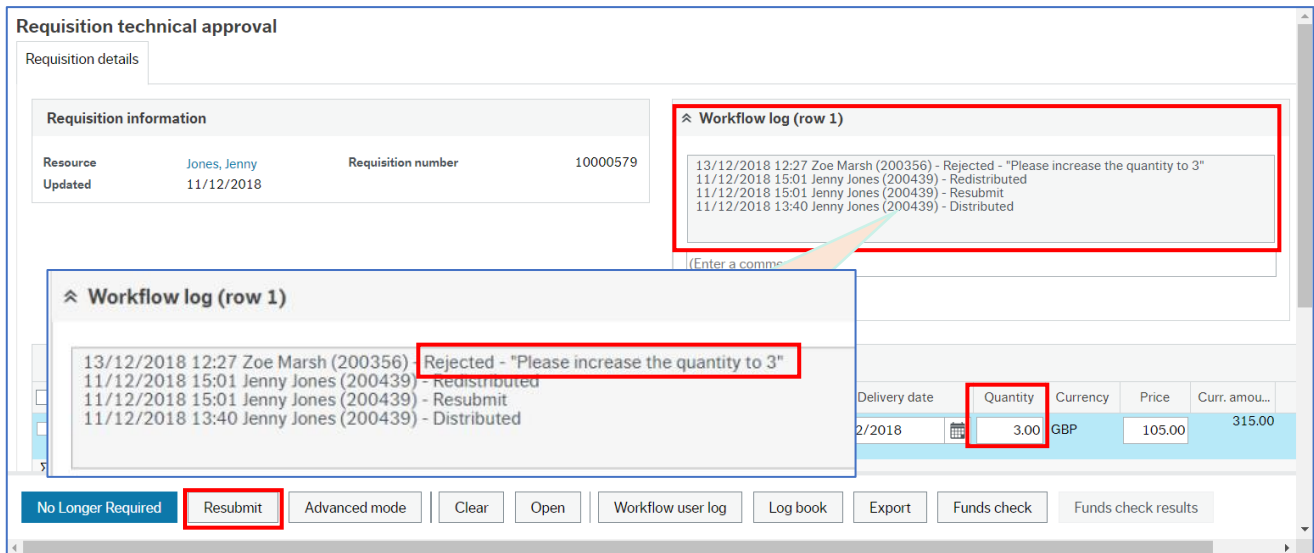 Requisition technical approval
Requisition details
Requisition information
Resource Jones, Jenny Requisition number 10000579
Updated 11/12/2018
Workflow log (row 1)
13/12/2018 12:27 Zoe Marsh (200356) - Rejected - "Please increase the quantity to 3"
11/12/2018 15:01 Jenny Jones (200439) - Redistributed
11/12/2018 15:01 Jenny Jones (200439) - Resubmit
11/12/2018 13:40 Jenny Jones (200439) - Distributed
(Enter a comme
Workflow log (row 1)
13/12/2018 12:27 Zoe Marsh (200356) - Rejected - "Please increase the quantity to 3"
11/12/2018 15:01 Jenny Jones (200439) - Redistributed
11/12/2018 15:01 Jenny Jones (200439) - Resubmit
11/12/2018 13:40 Jenny Jones (200439) - Distributed
Delivery date Quantity Currency Price Curr. amou...
2/2018 3.00 GBP 105.00 315.00
Σ
No Longer Required Resubmit Advanced mode Clear Open Workflow user log Log book Export Funds check Funds check results